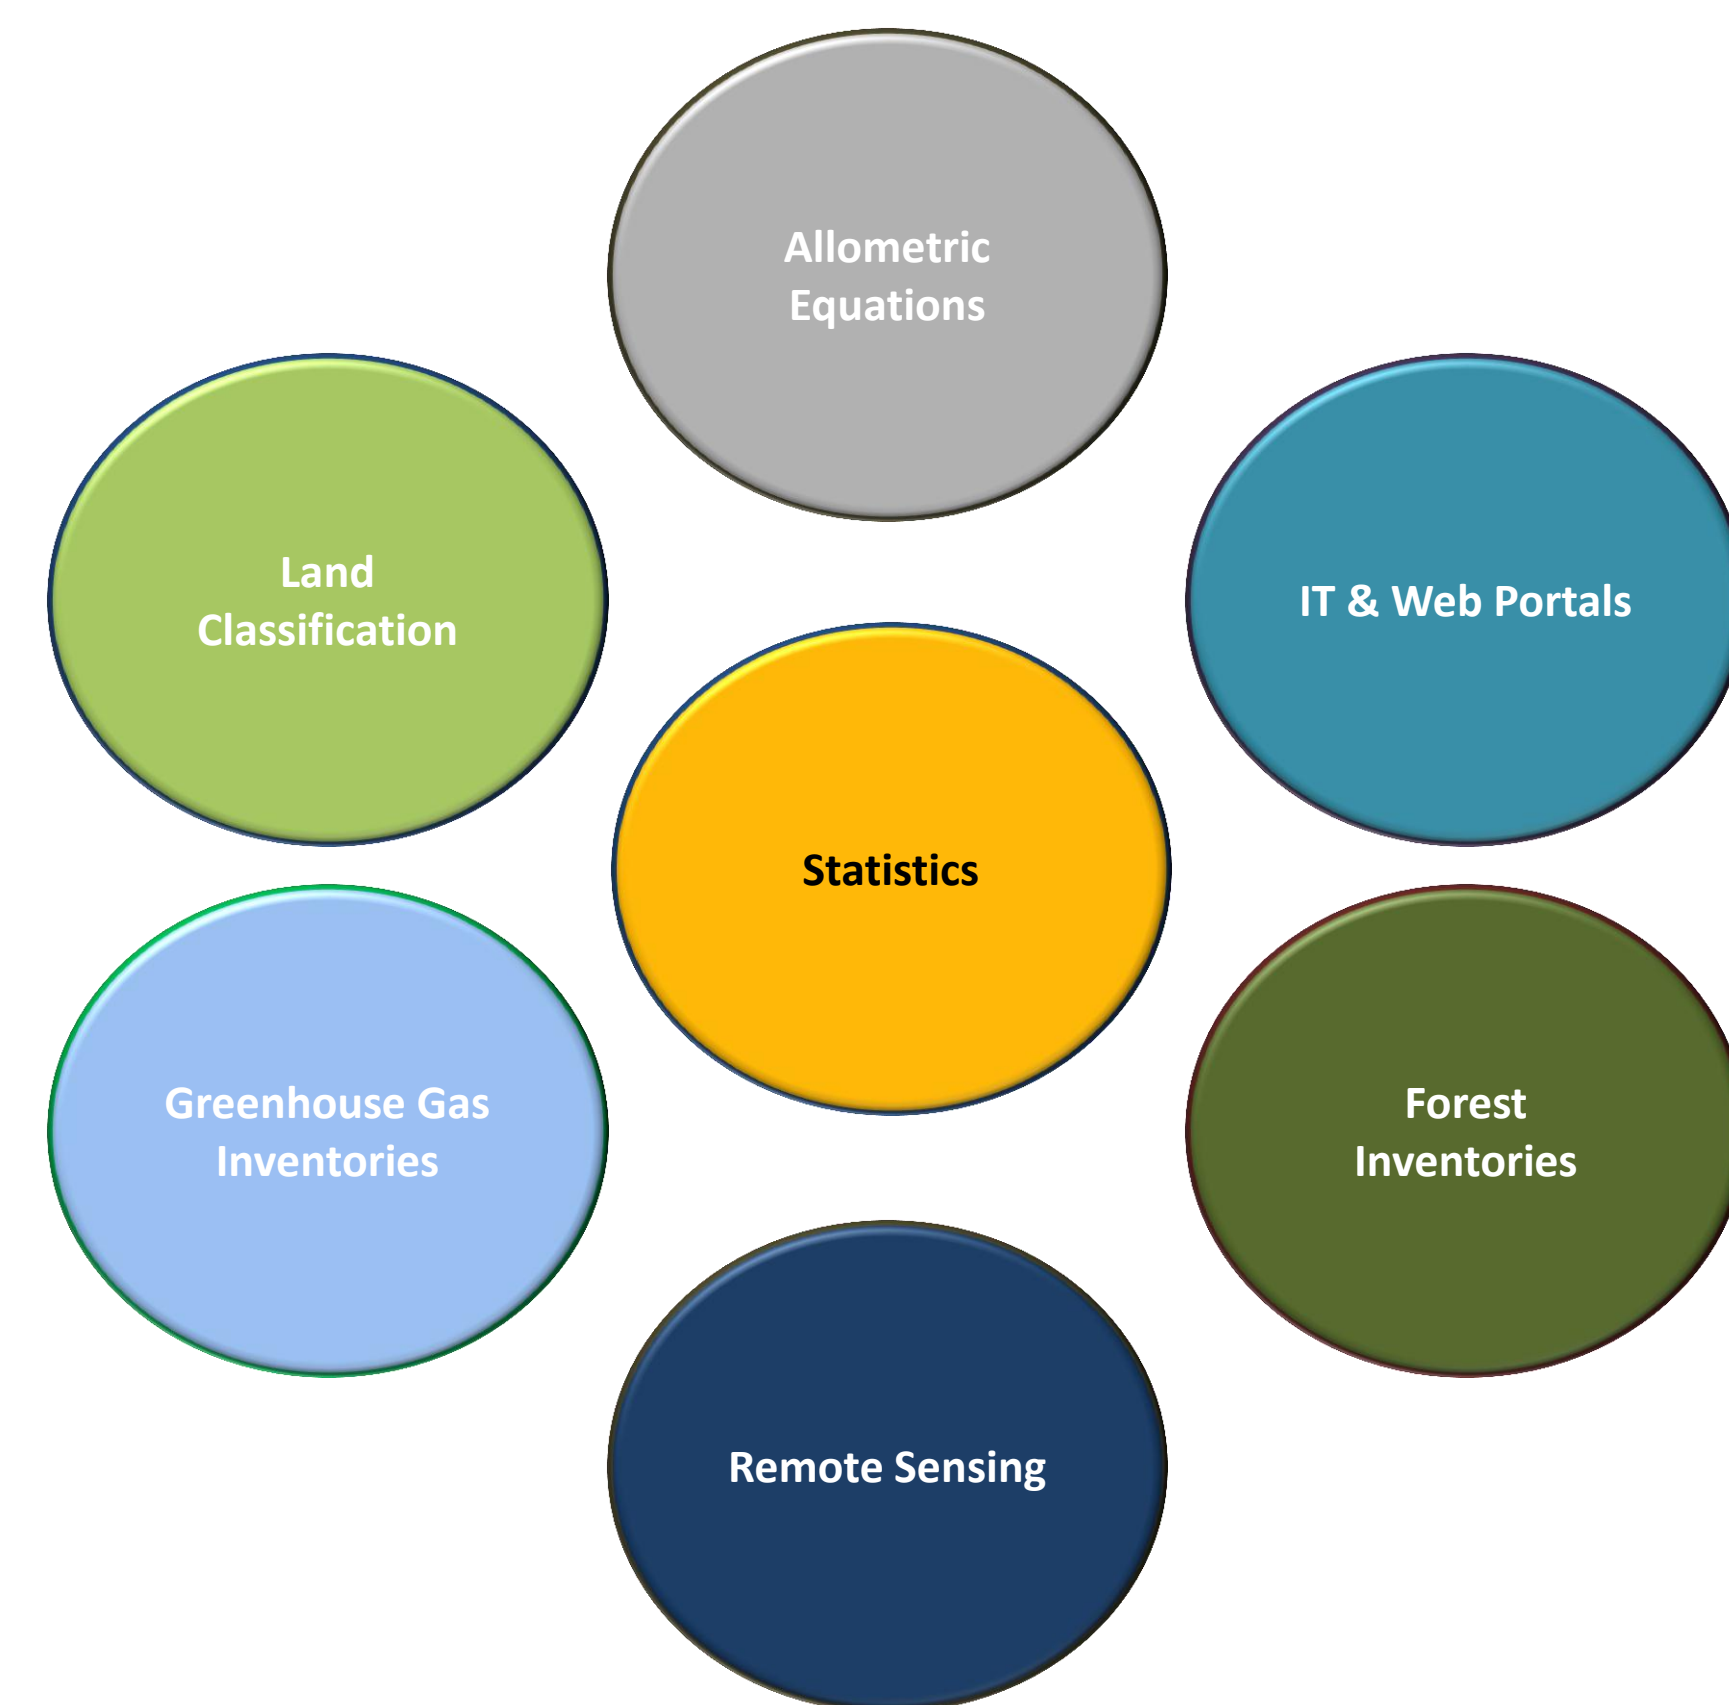 Allometric
Equations
Land
Classification
IT & Web Portals
Statistics
Greenhouse Gas
Inventories
Forest
Inventories
Remote Sensing